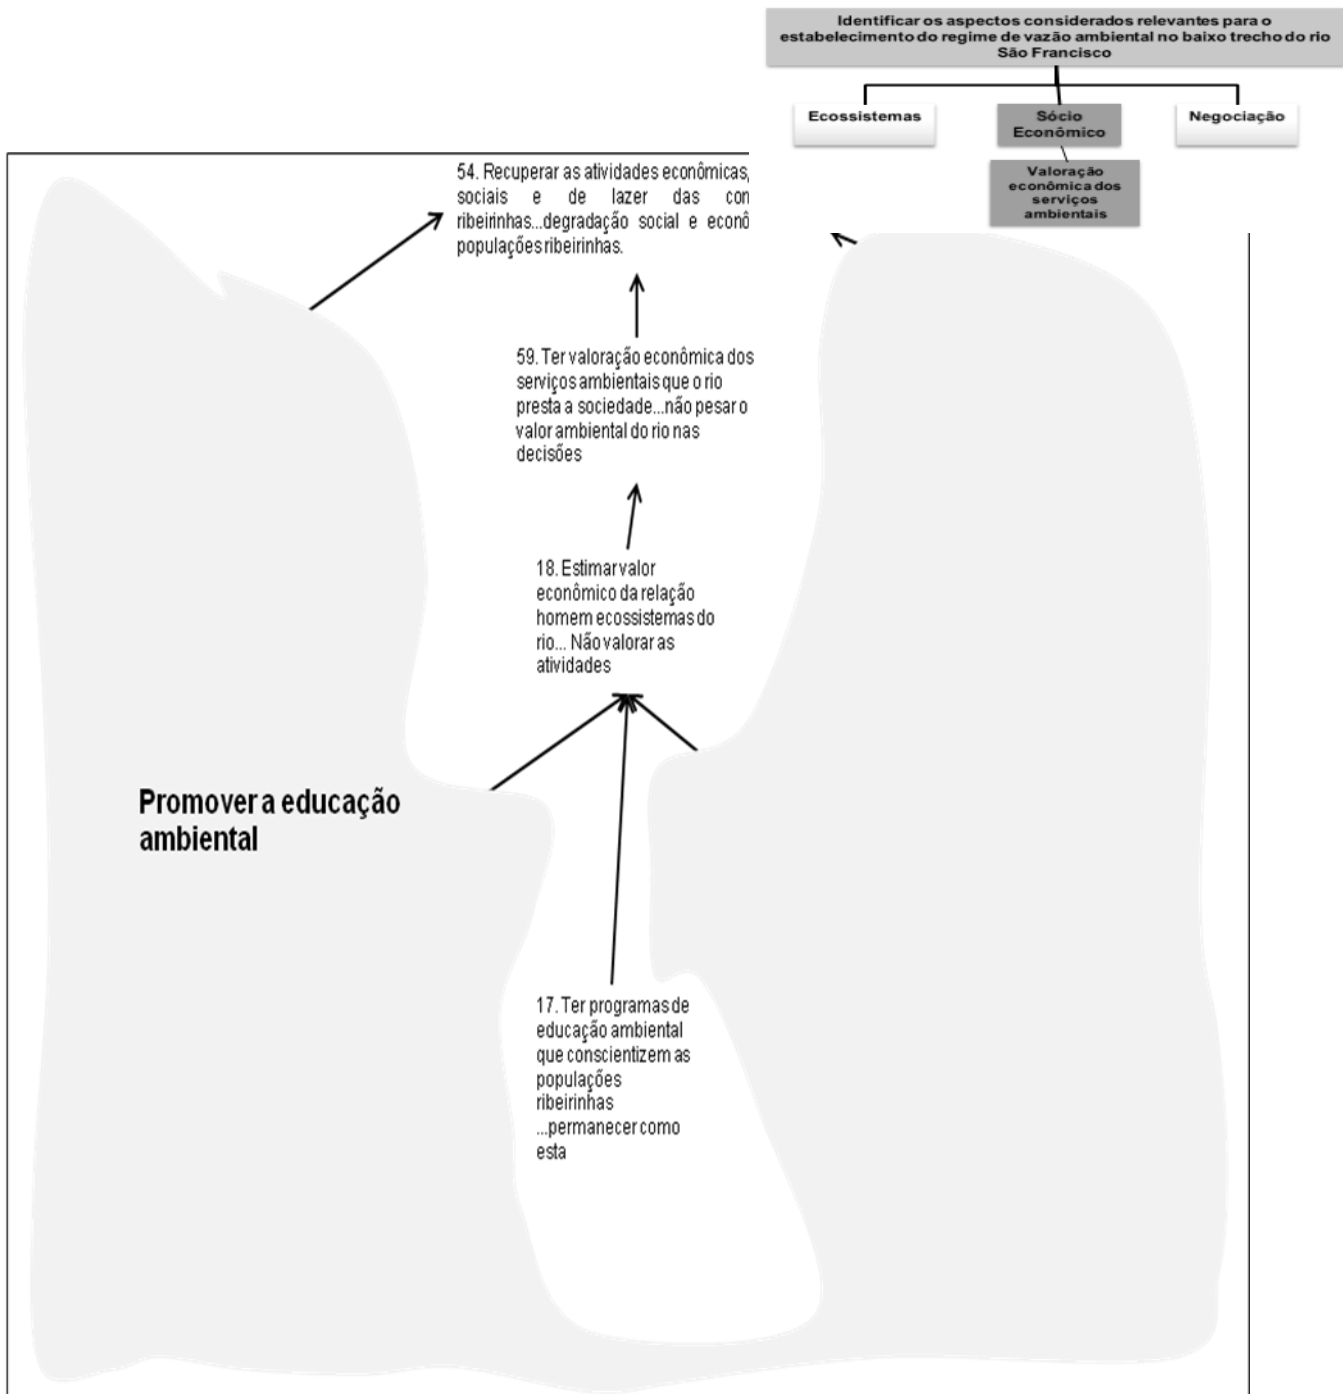 Identificar os aspectos considerados relevantes para o
estabelecimento do regime de vazão ambiental no baixo trecho do rio
São Francisco
Ecossistemas
Sócio
Econômico
Negociação
Valoração
econômica dos
serviços
ambientais
54. Recuperar as atividades econômicas,
sociais e de lazer das
ribeirinhas...degradação social e
populações ribeirinhas.
59. Ter valoração econômica dos
serviços ambientais que o rio
presta a sociedade...não pesar o
valor ambiental do rio nas
decisões
18. Estimar valor
econômico da relação
homem ecossistemas do
rio... Não valorar as
atividades
Promover a educação
ambiental
17. Ter programas de
educação ambiental
que conscientizem as
populações
ribeirinhas
...permanecer como
esta